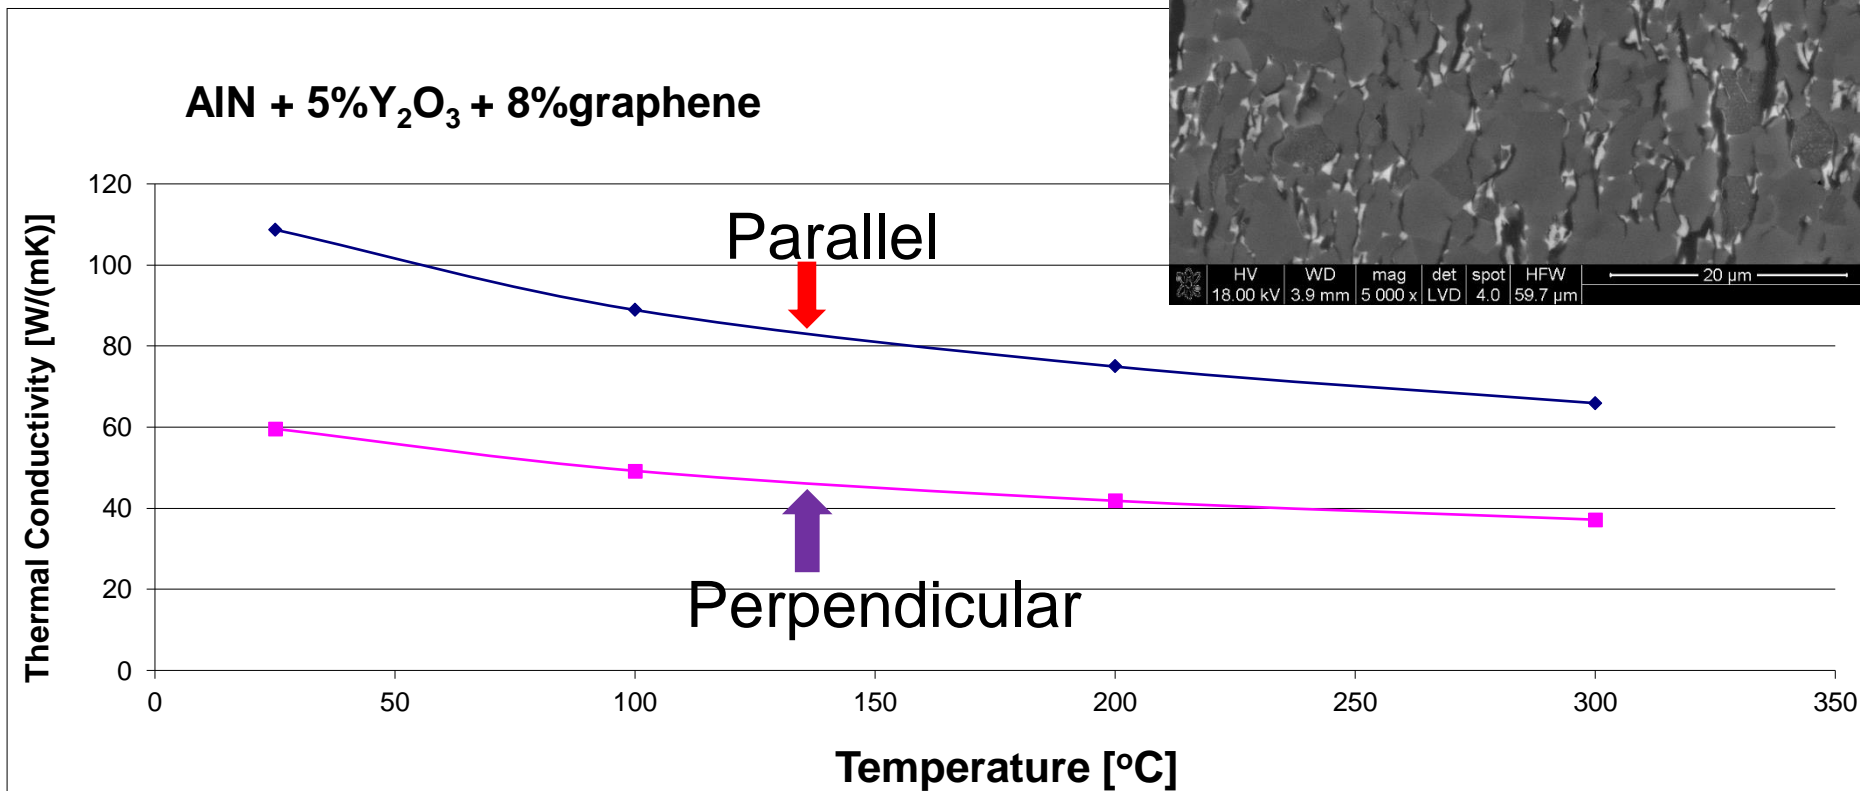 AlN + 5%Y₂O₃ + 8%graphene
HV WD mag det spot HFW
18.00 kV 3.9 mm 5 000 x LVD 4.0 59.7 µm
20 µm
Thermal Conductivity [W/(mK)]
120
100
80
60
40
20
0
Parallel
Perpendicular
0 50 100 150 200 250 300 350
Temperature [ºC]